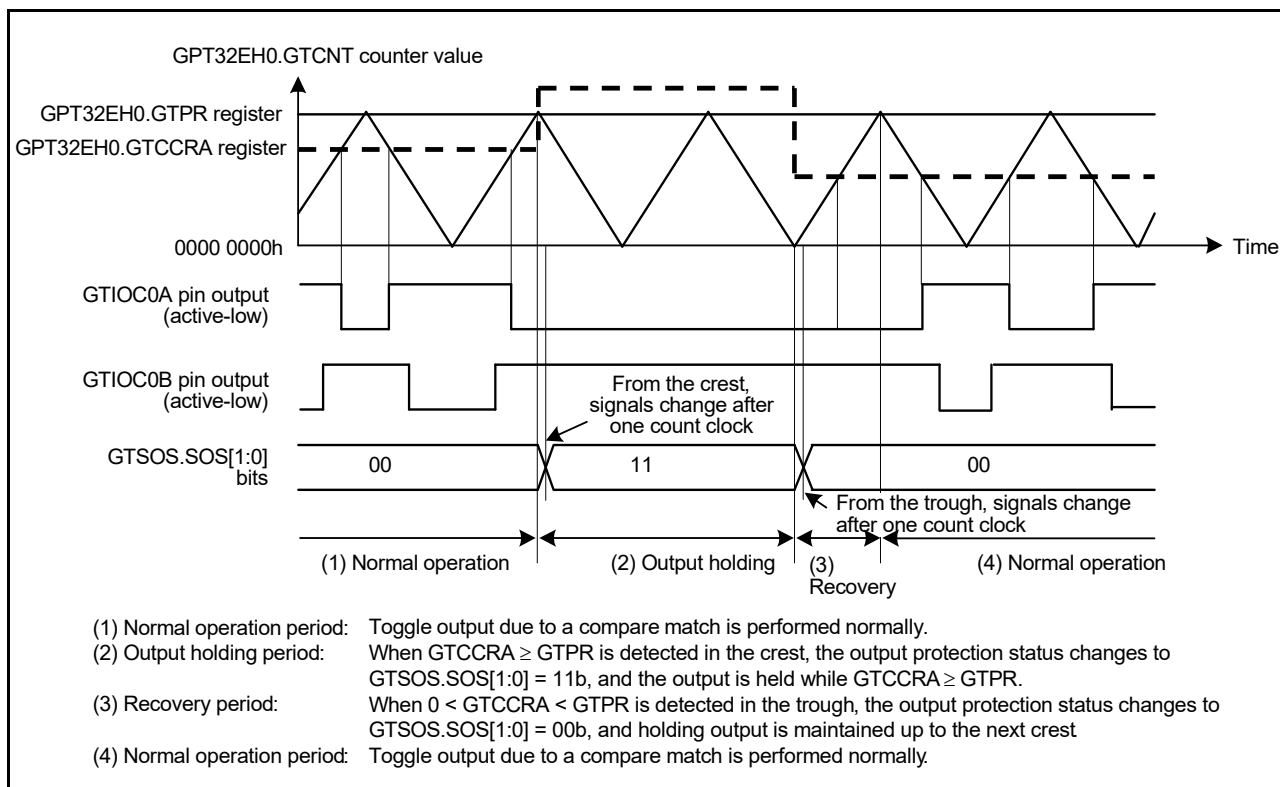 GPT32EH0.GTCNT counter value
GPT32EH0.GTPR register
GPT32EH0.GTCCRA register
0000 0000h
Time
GTIOC0A pin output
(active-low)
GTIOC0B pin output
(active-low)
From the crest,
signals change after
one count clock
GTSOS.SOS[1:0]
bits
00
11
00
From the trough, signals change
after one count clock
(1) Normal operation
(2) Output holding
(3)
Recovery
(4) Normal operation
(1) Normal operation period: Toggle output due to a compare match is performed normally.
(2) Output holding period: When GTCCRA ≥ GTPR is detected in the crest, the output protection status changes to
GTSOS.SOS[1:0] = 11b, and the output is held while GTCCRA ≥ GTPR.
(3) Recovery period: When 0 < GTCCRA < GTPR is detected in the trough, the output protection status changes to
GTSOS.SOS[1:0] = 00b, and holding output is maintained up to the next crest
(4) Normal operation period: Toggle output due to a compare match is performed normally.